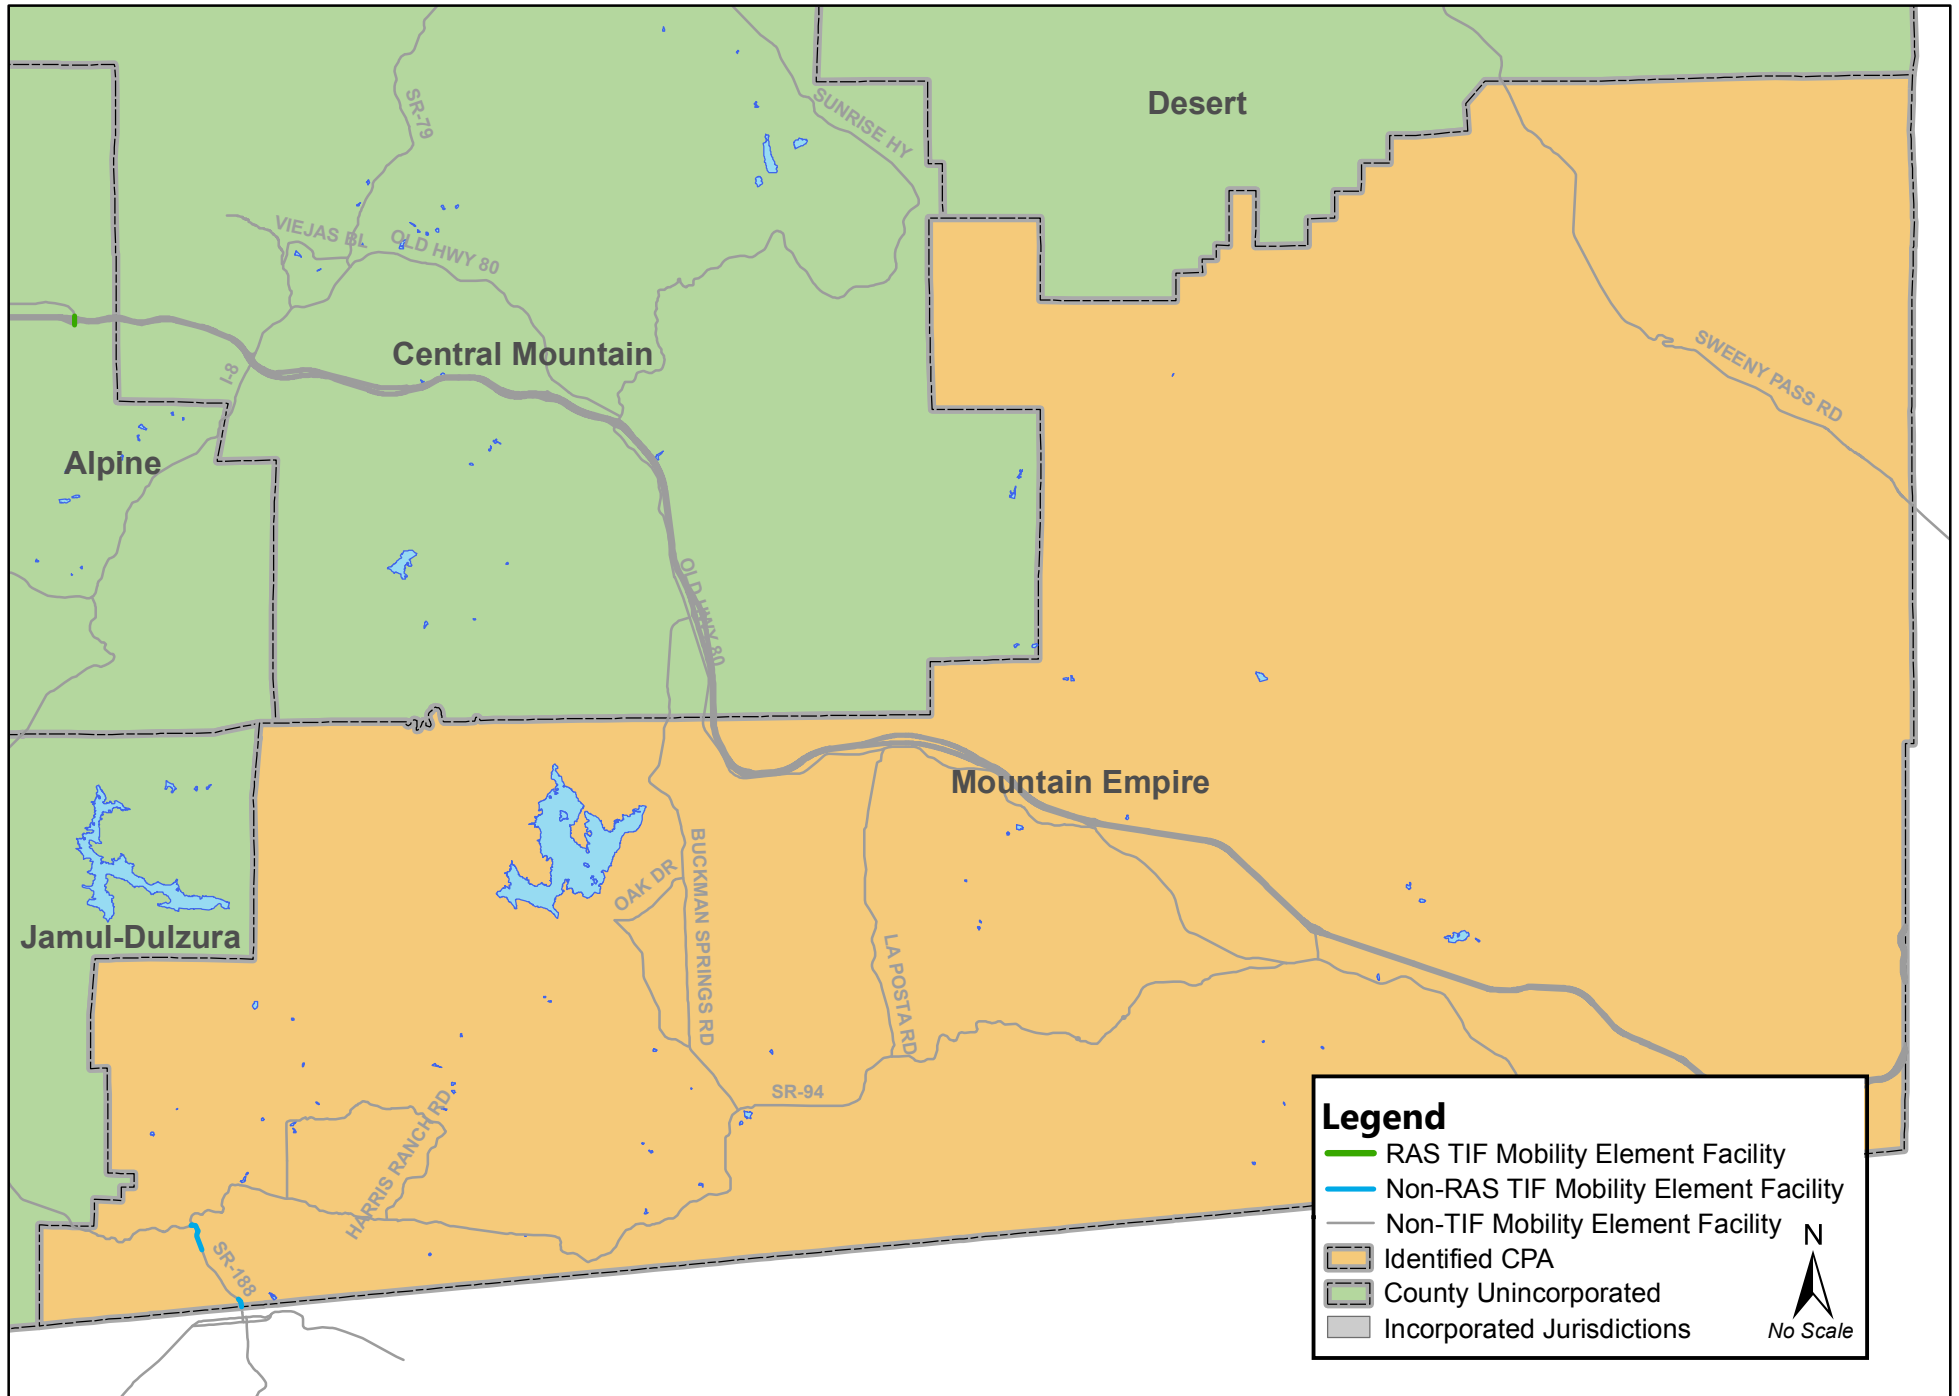 Desert
SUNRISE HY
SR-79
VIEJAS BL
OLD HWY 80
SWEENY PASS RD
Central Mountain
I-8
Alpine
OLD HWY 80
Mountain Empire
BUCKMAN SPRINGS RD
OAK DR
Jamul-Dulzura
LA POSTA RD
SR-94
HARRIS RANCH RD
SR-188
Legend
RAS TIF Mobility Element Facility
Non-RAS TIF Mobility Element Facility
Non-TIF Mobility Element Facility
Identified CPA
County Unincorporated
Incorporated Jurisdictions
N
No Scale